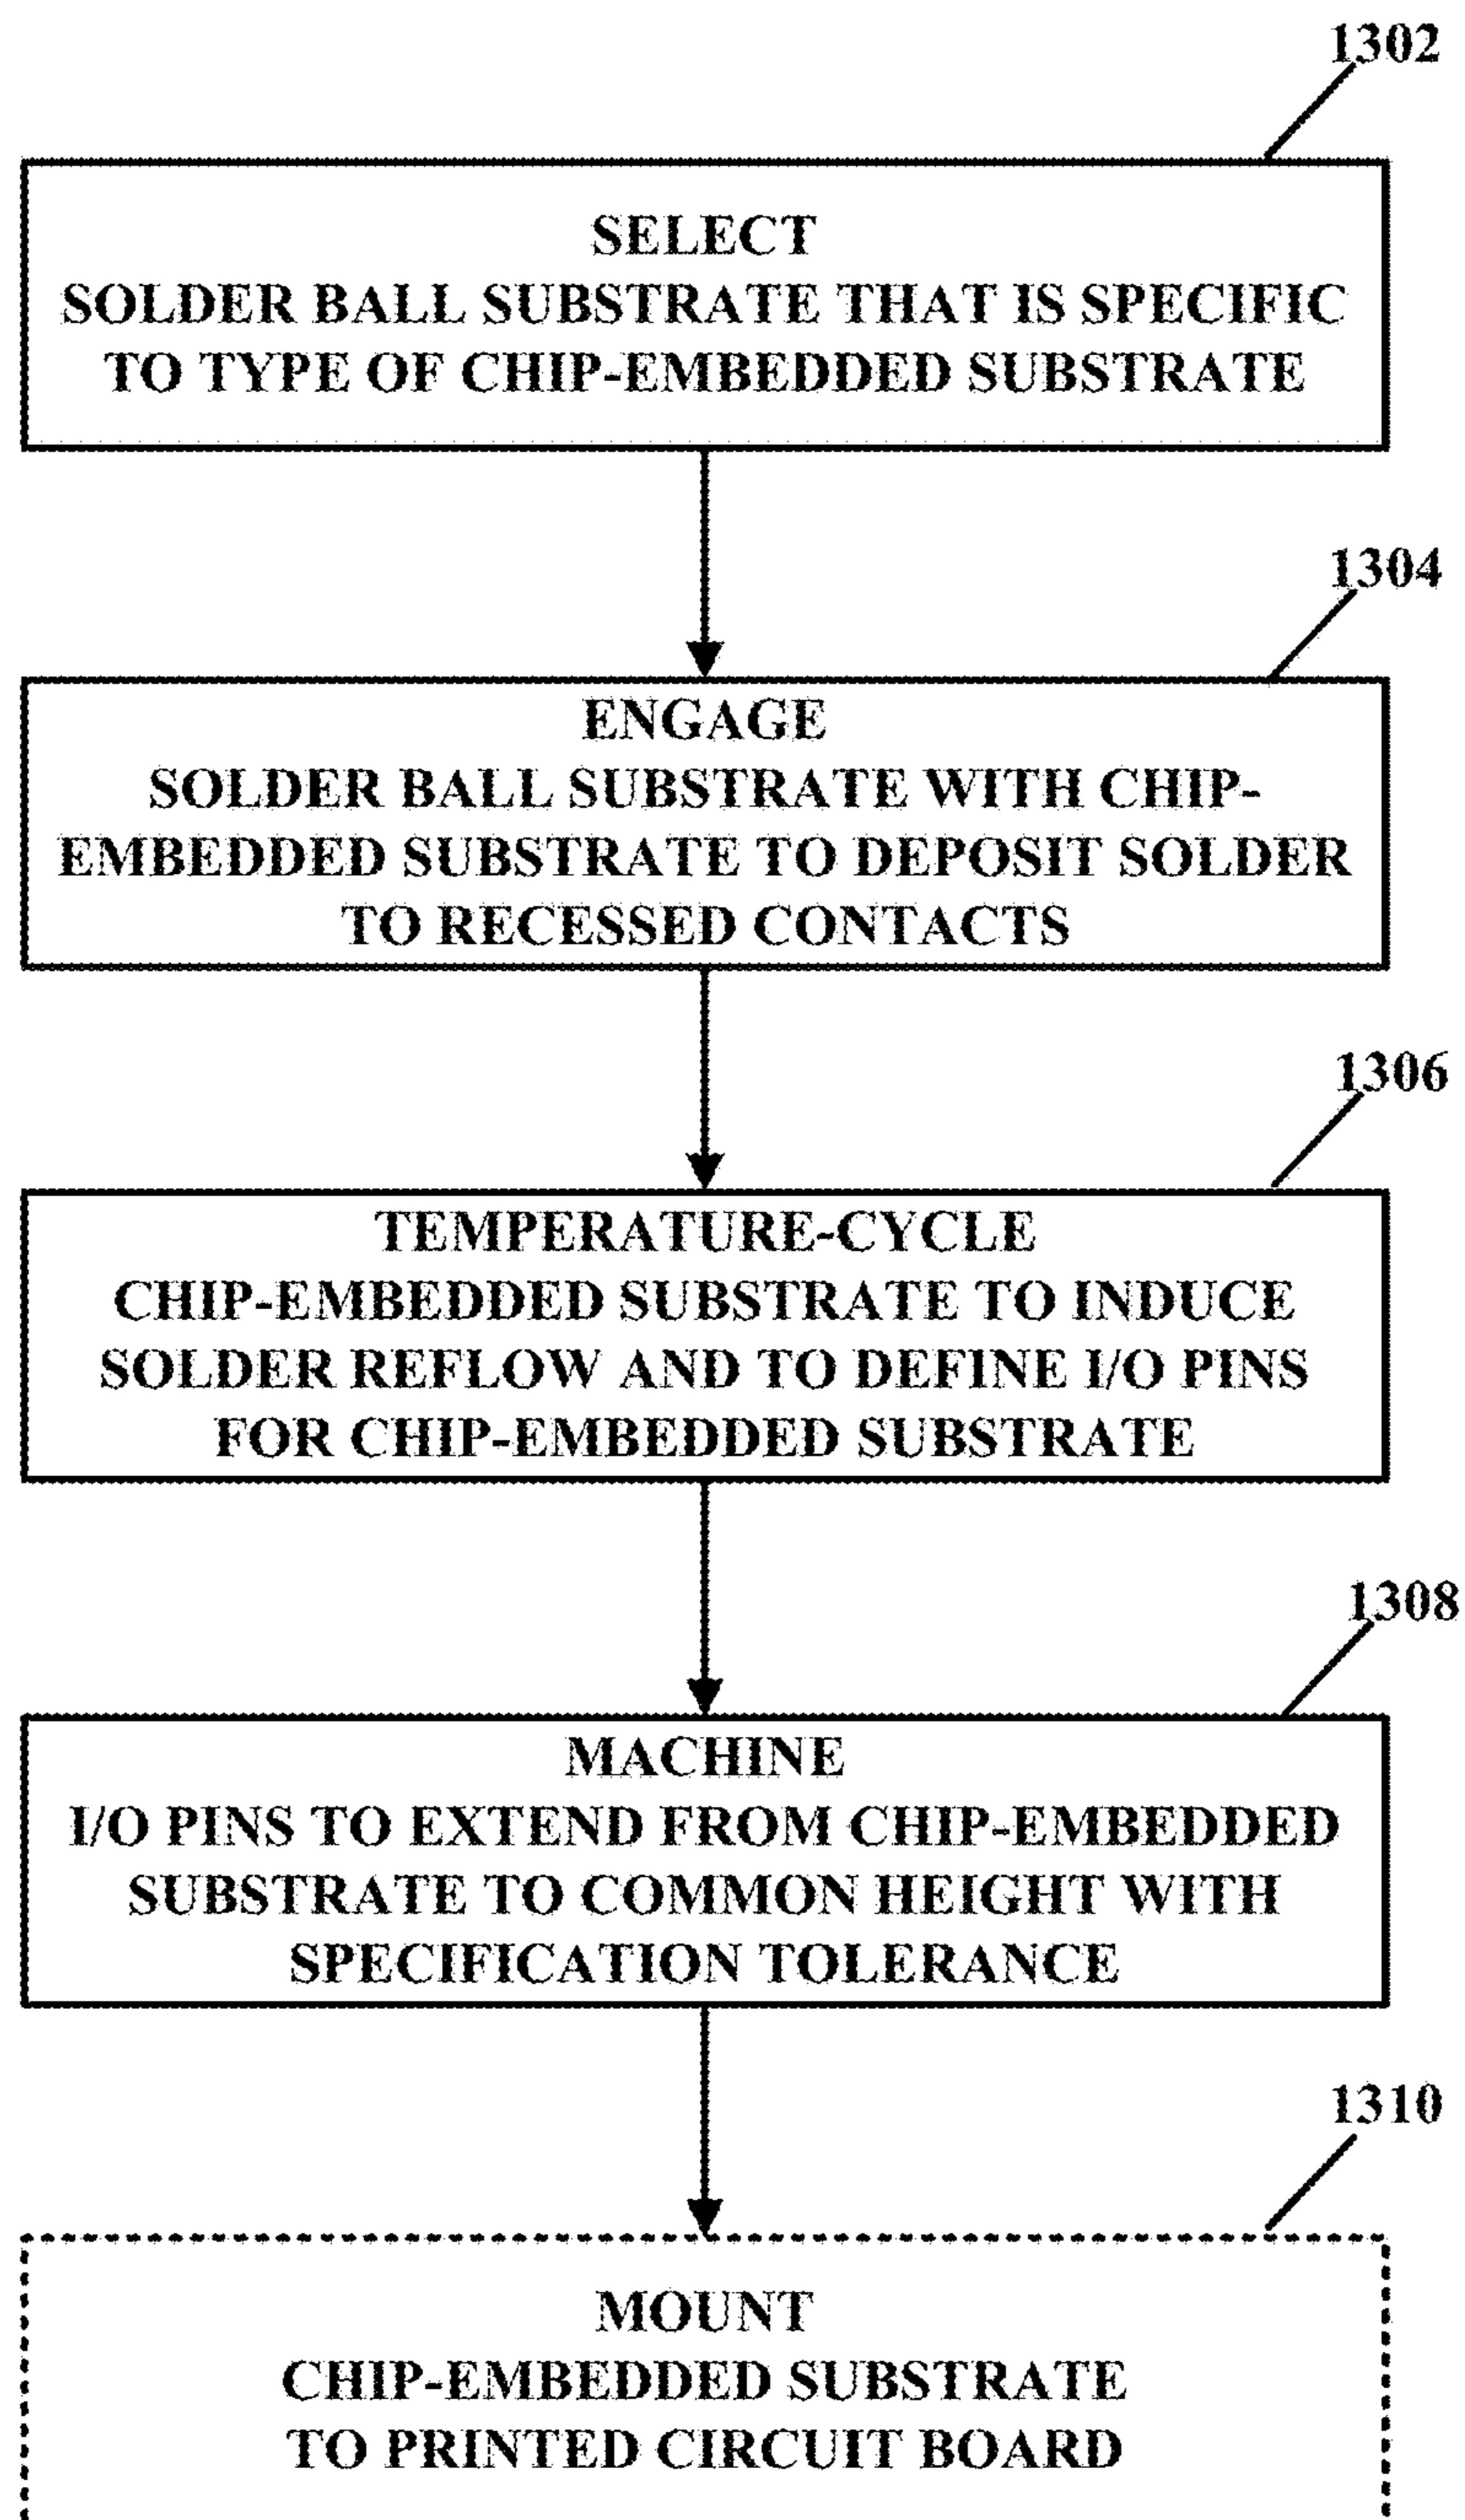 1302
SELECT
SOLDER BALL SUBSTRATE THAT IS SPECIFIC
TO TYPE OF CHIP-EMBEDDED SUBSTRATE
1304
ENGAGE
SOLDER BALL SUBSTRATE WITH CHIP-
EMBEDDED SUBSTRATE TO DEPOSIT SOLDER
TO RECESSED CONTACTS
1306
TEMPERATURE-CYCLE
CHIP-EMBEDDED SUBSTRATE TO INDUCE
SOLDER REFLOW AND TO DEFINE I/O PINS
FOR CHIP-EMBEDDED SUBSTRATE
1308
MACHINE
I/O PINS TO EXTEND FROM CHIP-EMBEDDED
SUBSTRATE TO COMMON HEIGHT WITH
SPECIFICATION TOLERANCE
1310
MOUNT
CHIP-EMBEDDED SUBSTRATE
TO PRINTED CIRCUIT BOARD